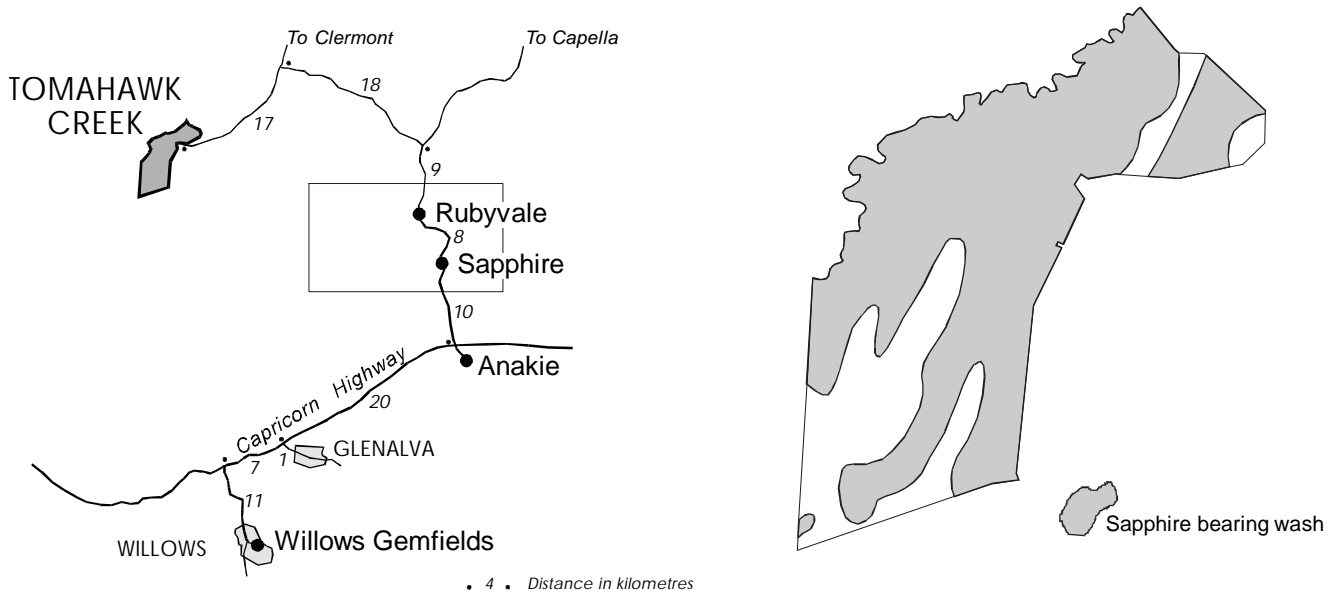 To Clermont
To Capella
18
TOMAHAWK
CREEK
17
9
Rubyvale
8
Sapphire
10
Anakie
Capricorn Highway
20
GLENALVA
7
1
11
WILLOWS
Willows Gemfields
Sapphire bearing wash
. 4 . Distance in kilometres